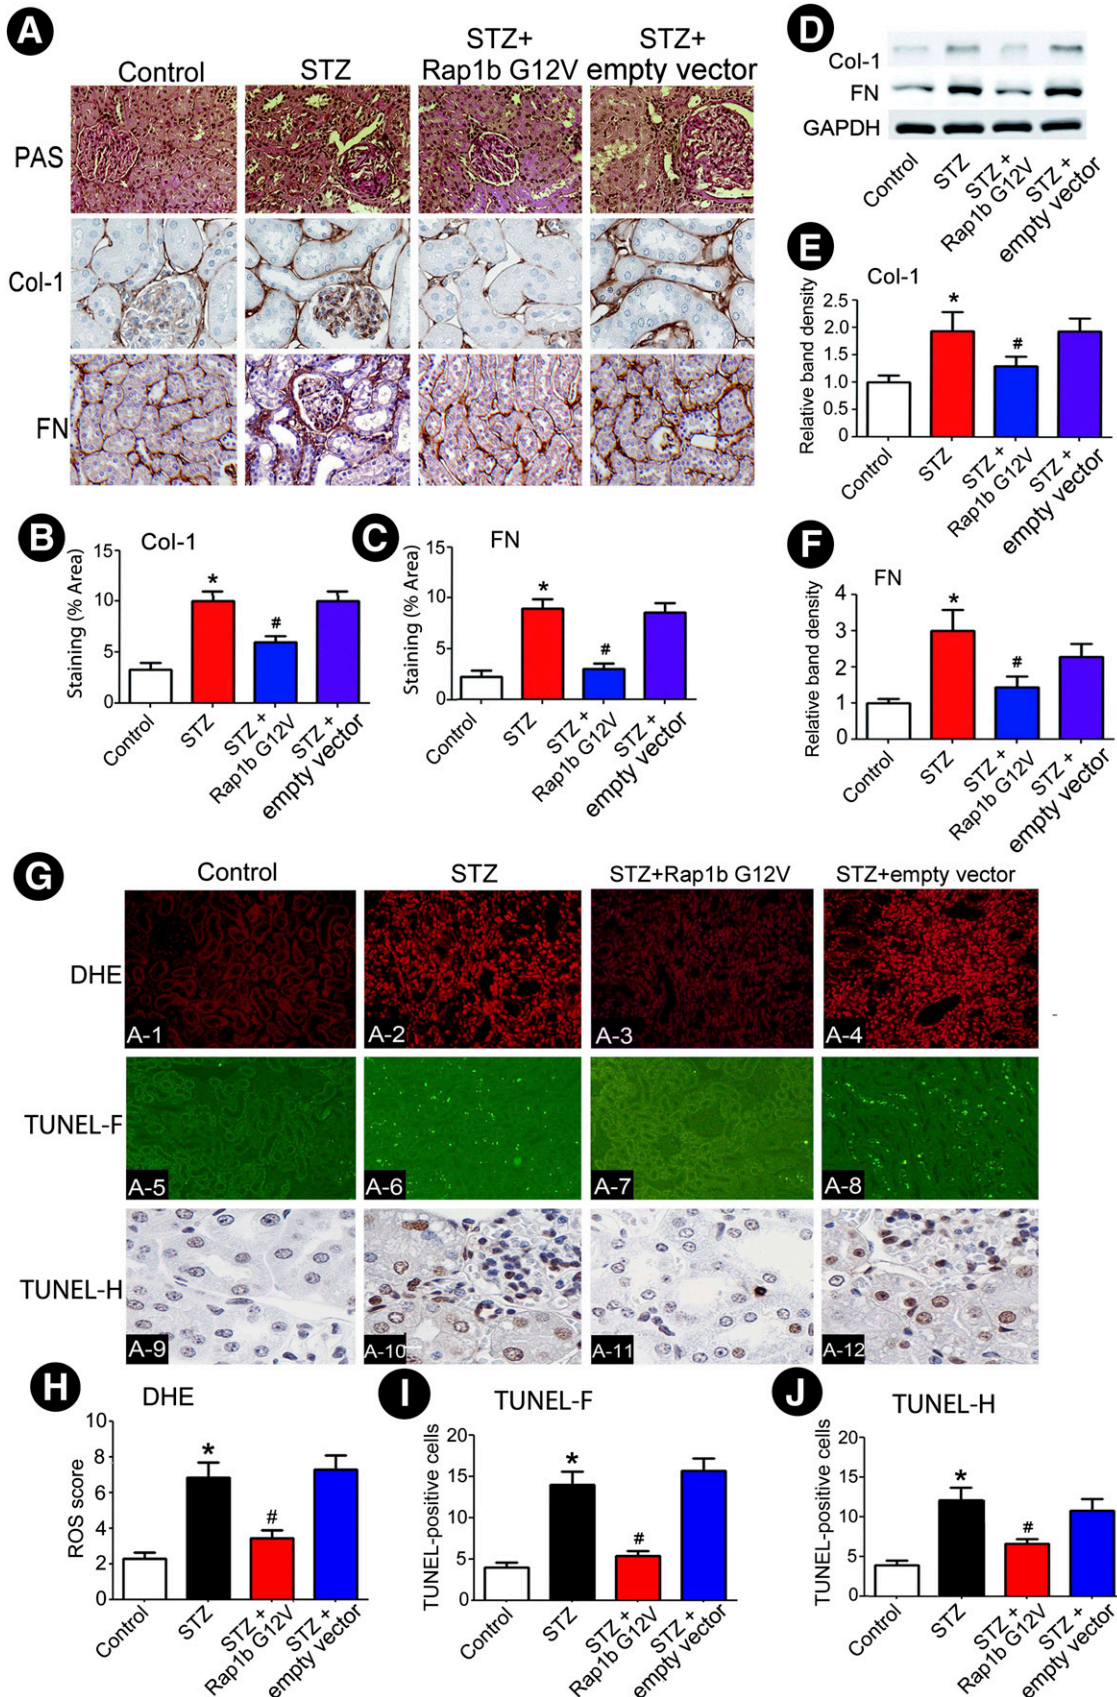 A
Control
STZ
STZ+
Rap1b G12V
STZ+
empty vector
PAS
Col-1
FN
D
Col-1
FN
GAPDH
Control
STZ
STZ +
Rap1b G12V
STZ +
empty vector
E
Col-1
Relative band density
2.5
2.0
1.5
1.0
0.5
0
*
#
Control
STZ
STZ +
Rap1b G12V
STZ +
empty vector
B
Col-1
Staining (% Area)
15
10
5
0
*
#
Control
STZ
STZ +
Rap1b G12V
STZ +
empty vector
C
FN
Staining (% Area)
15
10
5
0
*
#
Control
STZ
STZ +
Rap1b G12V
STZ +
empty vector
F
FN
Relative band density
4
3
2
1
0
*
#
Control
STZ
STZ +
Rap1b G12V
STZ +
empty vector
G
Control
STZ
STZ+Rap1b G12V
STZ+empty vector
DHE
A-1
A-2
A-3
A-4
TUNEL-F
A-5
A-6
A-7
A-8
TUNEL-H
A-9
A-10
A-11
A-12
H
DHE
ROS score
10
8
6
4
2
0
*
#
Control
STZ
STZ +
Rap1b G12V
STZ +
empty vector
I
TUNEL-F
TUNEL-positive cells
20
15
10
5
0
*
#
Control
STZ
STZ +
Rap1b G12V
STZ +
empty vector
J
TUNEL-H
TUNEL-positive cells
20
15
10
5
0
*
#
Control
STZ
STZ +
Rap1b G12V
STZ +
empty vector